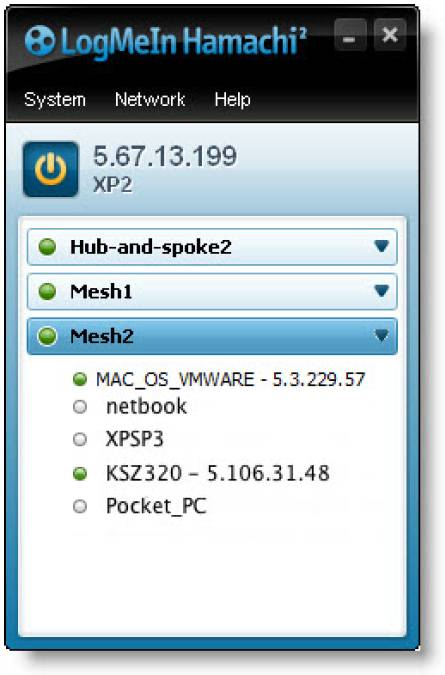 LogMeIn Hamachi²
System Network Help
5.67.13.199
XP2
Hub-and-spoke2
Mesh1
Mesh2
MAC_OS_VMWARE - 5.3.229.57
netbook
XPSP3
KSZ320 – 5.106.31.48
Pocket_PC